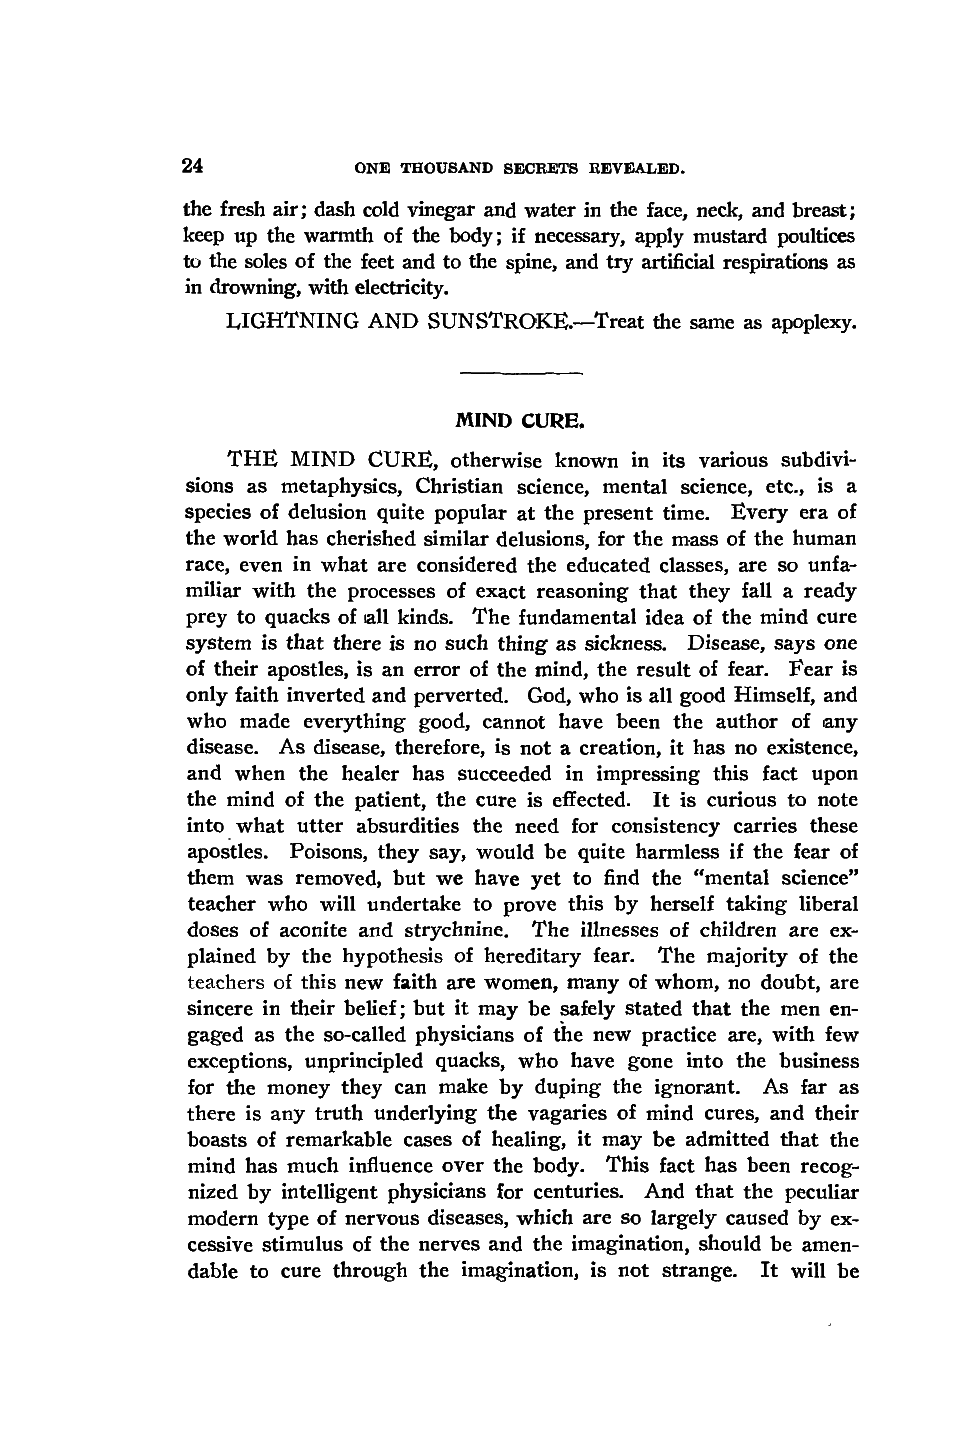 24 ONE THOUSAND SECRETS REVEALED.
the fresh air; dash cold vinegar and water in the face, neck, and breast;
keep up the warmth of the body; if necessary, apply mustard poultices
to the soles of the feet and to the spine, and try artificial respirations as
in drowning, with electricity.
LIGHTNING AND SUNSTROKE.—Treat the same as apoplexy.
MIND CURE.
THE MIND CURE, otherwise known in its various subdivi-
sions as metaphysics, Christian science, mental science, etc., is a
species of delusion quite popular at the present time. Every era of
the world has cherished similar delusions, for the mass of the human
race, even in what are considered the educated classes, are so unfa-
miliar with the processes of exact reasoning that they fall a ready
prey to quacks of all kinds. The fundamental idea of the mind cure
system is that there is no such thing as sickness. Disease, says one
of their apostles, is an error of the mind, the result of fear. Fear is
only faith inverted and perverted. God, who is all good Himself, and
who made everything good, cannot have been the author of any
disease. As disease, therefore, is not a creation, it has no existence,
and when the healer has succeeded in impressing this fact upon
the mind of the patient, the cure is effected. It is curious to note
into what utter absurdities the need for consistency carries these
apostles. Poisons, they say, would be quite harmless if the fear of
them was removed, but we have yet to find the "mental science"
teacher who will undertake to prove this by herself taking liberal
doses of aconite and strychnine. The illnesses of children are ex-
plained by the hypothesis of hereditary fear. The majority of the
teachers of this new faith are women, many of whom, no doubt, are
sincere in their belief; but it may be safely stated that the men en-
gaged as the so-called physicians of the new practice are, with few
exceptions, unprincipled quacks, who have gone into the business
for the money they can make by duping the ignorant. As far as
there is any truth underlying the vagaries of mind cures, and their
boasts of remarkable cases of healing, it may be admitted that the
mind has much influence over the body. This fact has been recog-
nized by intelligent physicians for centuries. And that the peculiar
modern type of nervous diseases, which are so largely caused by ex-
cessive stimulus of the nerves and the imagination, should be amen-
dable to cure through the imagination, is not strange. It will be